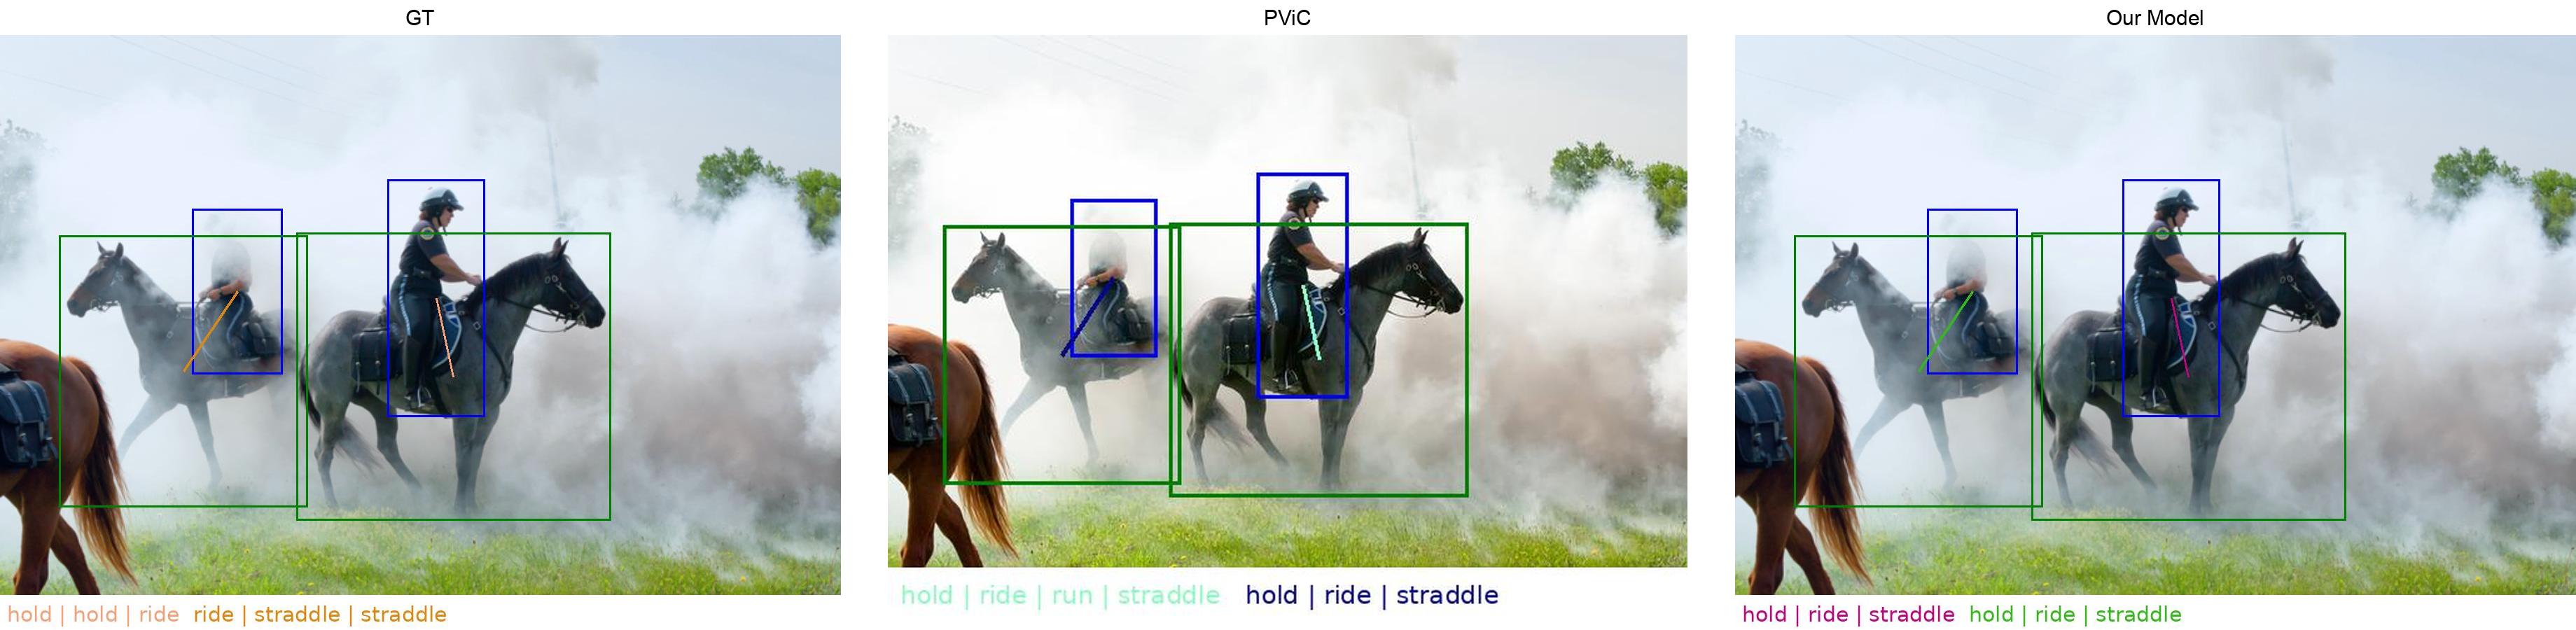 GT
PViC
Our Model
hold | hold | ride ride | straddle | straddle
hold | ride | run | straddle hold | ride | straddle
hold | ride | straddle hold | ride | straddle